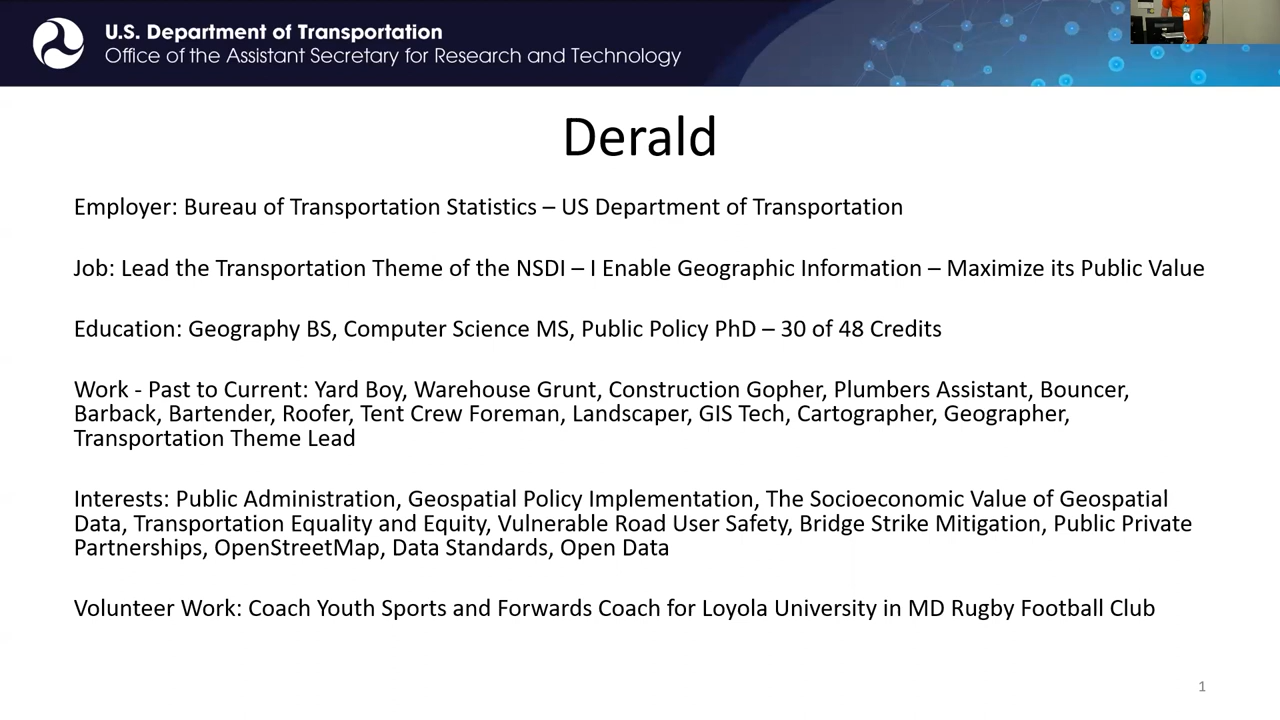 U.S. Department of Transportation
Office of the Assistant Secretary for Research and Technology
Derald
Employer: Bureau of Transportation Statistics – US Department of Transportation
Job: Lead the Transportation Theme of the NSDI – I Enable Geographic Information – Maximize its Public Value
Education: Geography BS, Computer Science MS, Public Policy PhD – 30 of 48 Credits
Work - Past to Current: Yard Boy, Warehouse Grunt, Construction Gopher, Plumbers Assistant, Bouncer,
Barback, Bartender, Roofer, Tent Crew Foreman, Landscaper, GIS Tech, Cartographer, Geographer,
Transportation Theme Lead
Interests: Public Administration, Geospatial Policy Implementation, The Socioeconomic Value of Geospatial
Data, Transportation Equality and Equity, Vulnerable Road User Safety, Bridge Strike Mitigation, Public Private
Partnerships, OpenStreetMap, Data Standards, Open Data
Volunteer Work: Coach Youth Sports and Forwards Coach for Loyola University in MD Rugby Football Club
1